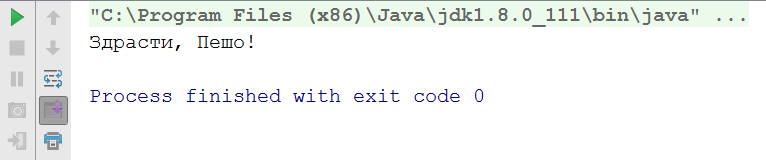 "C:\Program Files (x86)\Java\jdk1.8.0_111\bin\java" ...
Здрасти, Пешо!
Process finished with exit code 0